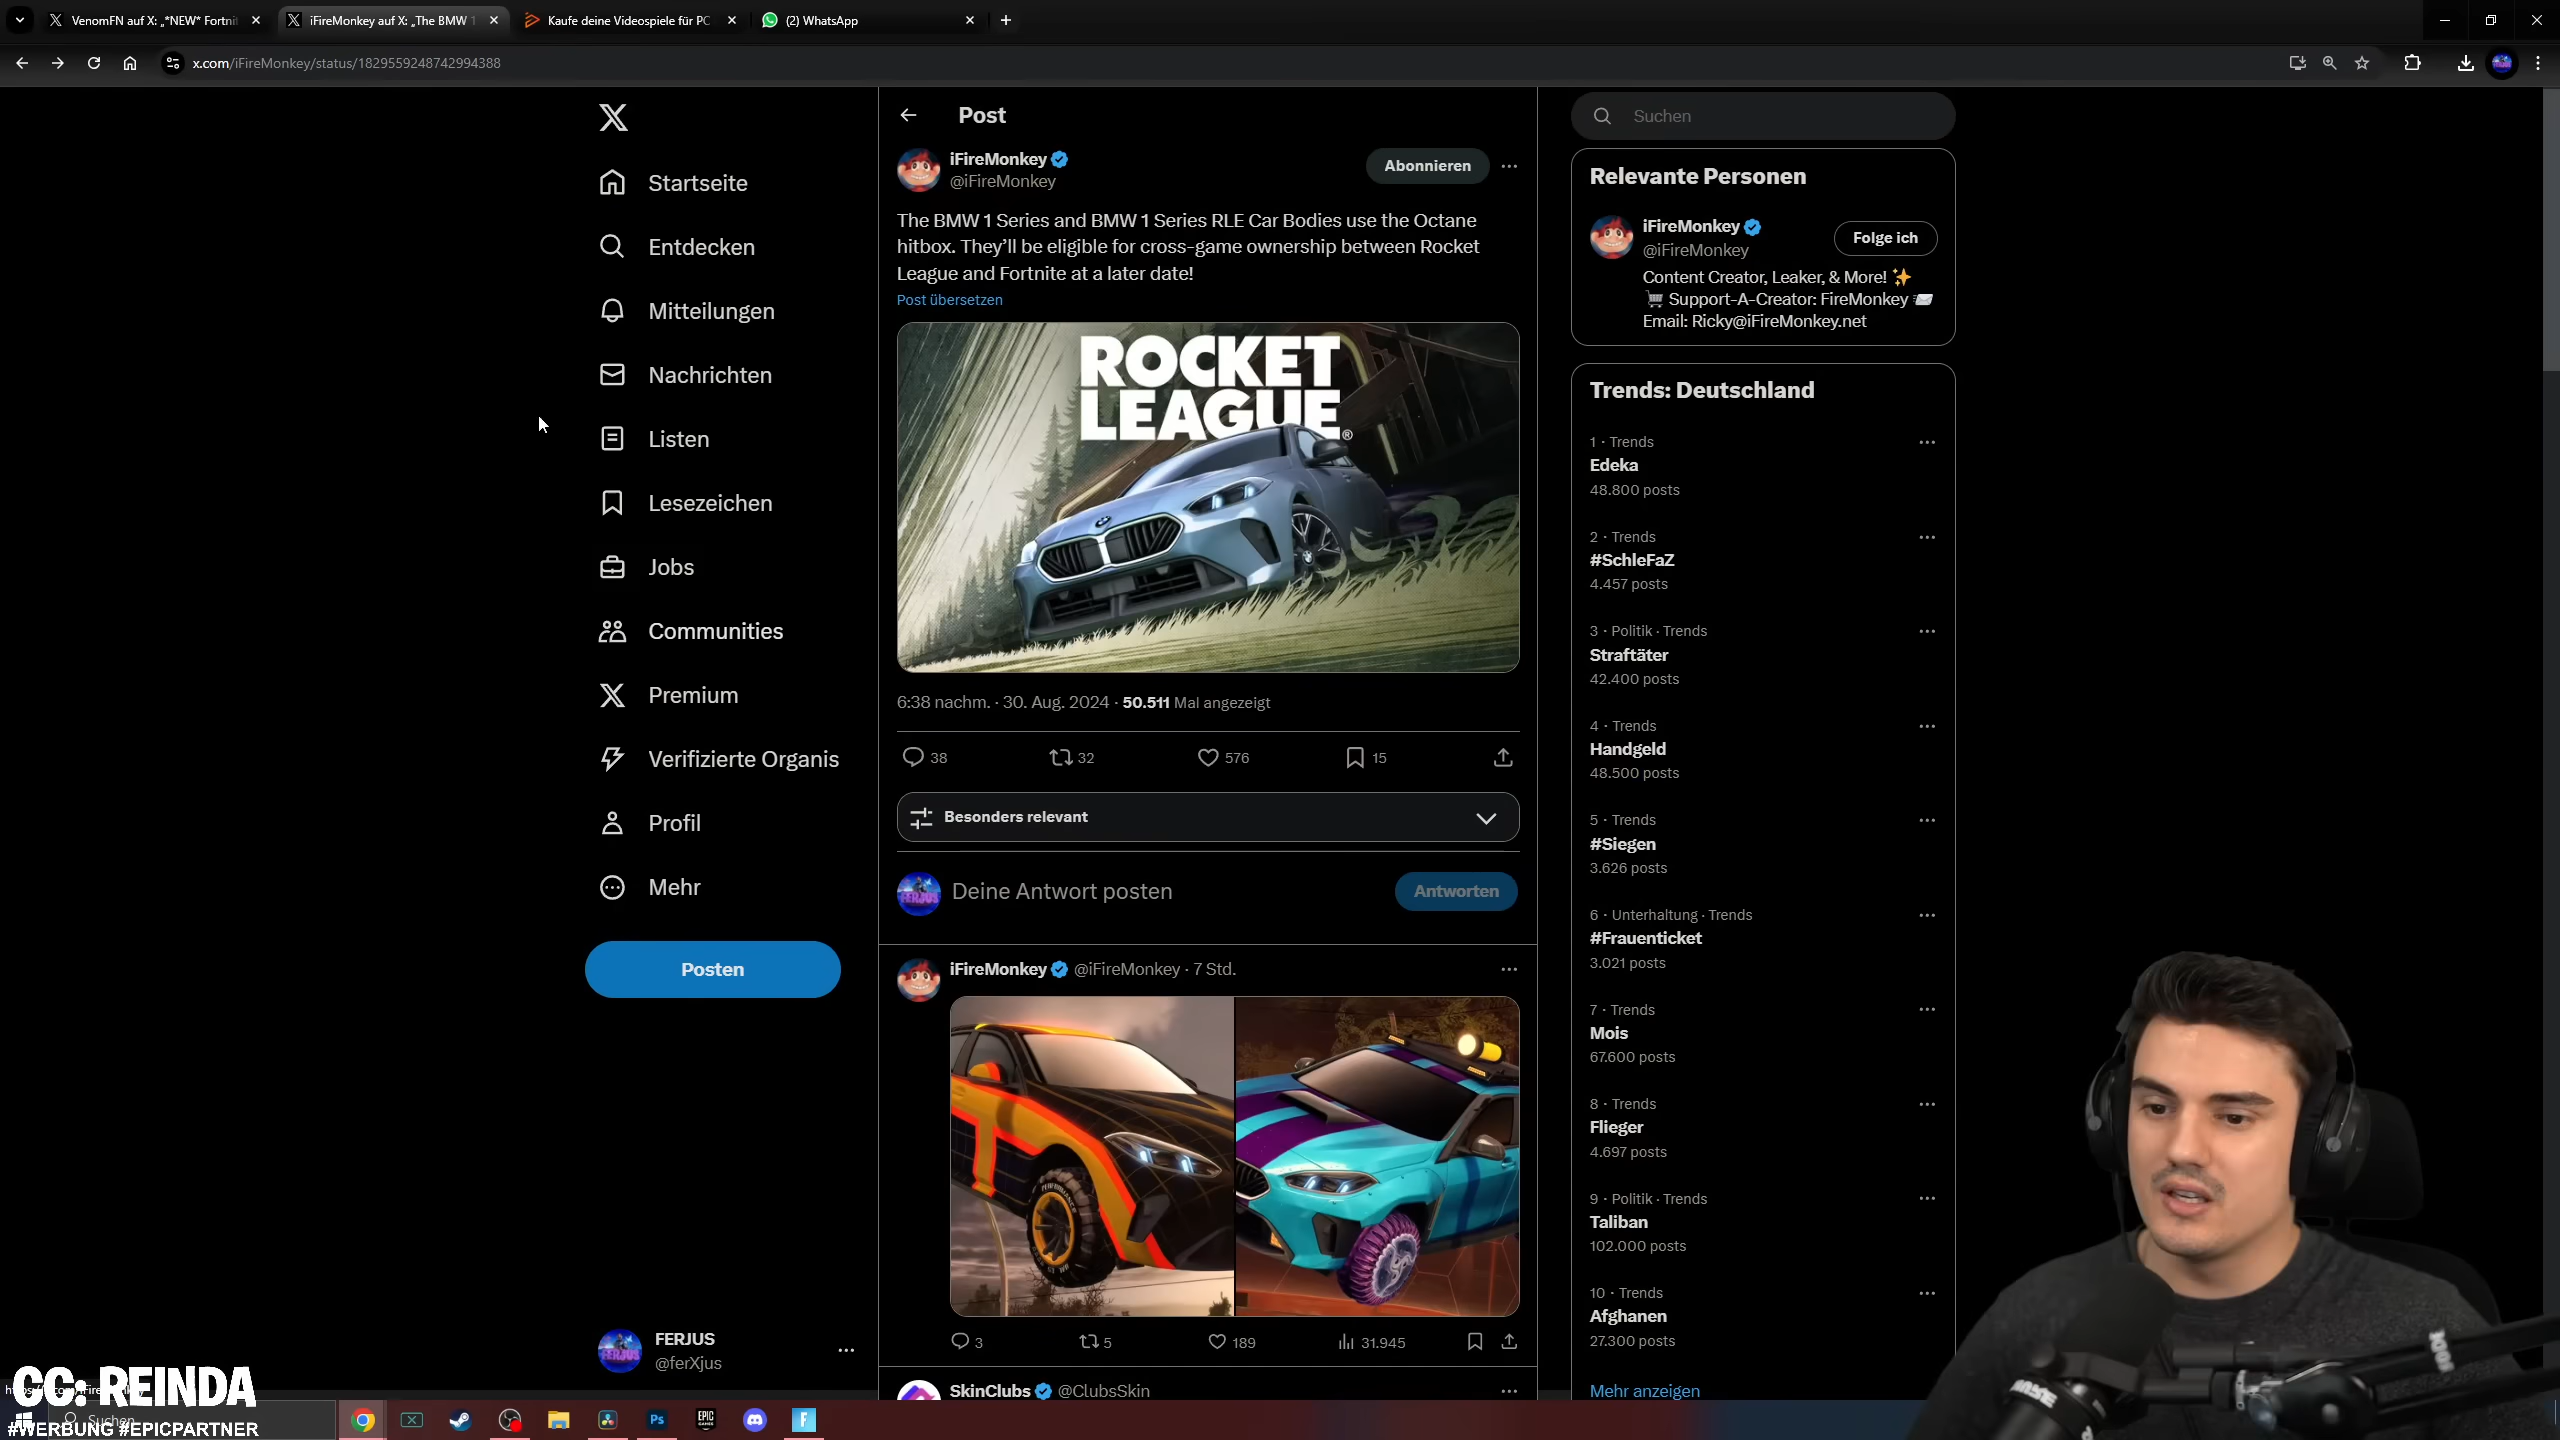 VenomFN auf X: „*NEW* Fortni
iFireMonkey auf X: „The BMW 1
Kaufe deine Videospiele für PC
(2) WhatsApp
x.com/iFireMonkey/status/1829559248742994388
Startseite
Entdecken
Mitteilungen
Nachrichten
Listen
Lesezeichen
Jobs
Communities
Premium
Verifizierte Organis
Profil
Mehr
Posten
FERJUS
@ferXjus
Post
iFireMonkey
@iFireMonkey
Abonnieren
The BMW 1 Series and BMW 1 Series RLE Car Bodies use the Octane
hitbox. They’ll be eligible for cross-game ownership between Rocket
League and Fortnite at a later date!
Post übersetzen
ROCKET
LEAGUE®
6:38 nachm. · 30. Aug. 2024 · 50.511 Mal angezeigt
38 32 576 15
Besonders relevant
Deine Antwort posten
Antworten
iFireMonkey @iFireMonkey · 7 Std.
3 5 189 31.945
SkinClubs @ClubsSkin
Suchen
Relevante Personen
iFireMonkey
@iFireMonkey
Folge ich
Content Creator, Leaker, & More! ✨
🛒 Support-A-Creator: FireMonkey 📨
Email: Ricky@iFireMonkey.net
Trends: Deutschland
1 · Trends
Edeka
48.800 posts
2 · Trends
#SchleFaZ
4.457 posts
3 · Politik · Trends
Straftäter
42.400 posts
4 · Trends
Handgeld
48.500 posts
5 · Trends
#Siegen
3.626 posts
6 · Unterhaltung · Trends
#Frauenticket
3.021 posts
7 · Trends
Mois
67.600 posts
8 · Trends
Flieger
4.697 posts
9 · Politik · Trends
Taliban
102.000 posts
10 · Trends
Afghanen
27.300 posts
Mehr anzeigen
CC: REINDA
Suchen
#WERBUNG #EPICPARTNER
Ps
EPIC
GAMES
F